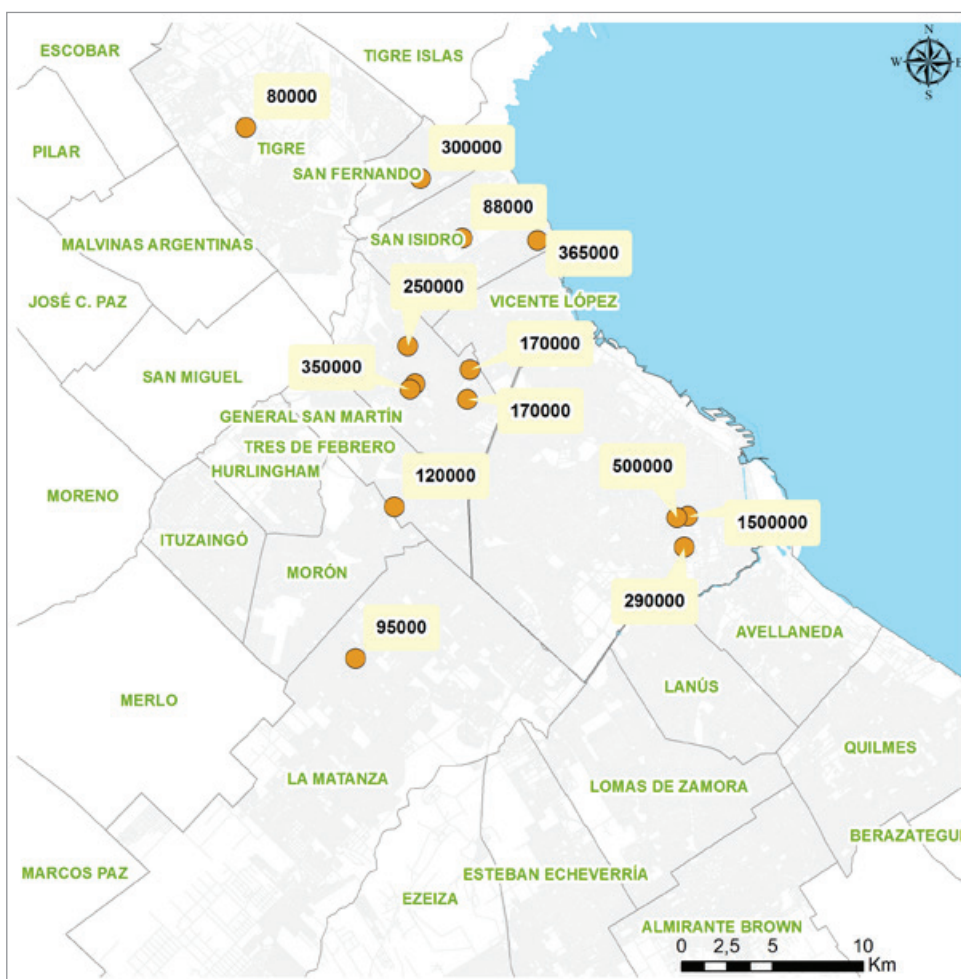 ESCOBAR
TIGRE ISLAS
N
W
E
S
80000
PILAR
TIGRE
300000
SAN FERNANDO
88000
MALVINAS ARGENTINAS
SAN ISIDRO
365000
250000
JOSÉ C. PAZ
VICENTE LÓPEZ
170000
350000
SAN MIGUEL
170000
GENERAL SAN MARTÍN
TRES DE FEBRERO
HURLINGHAM
120000
500000
MORENO
1500000
ITUZAINGÓ
MORÓN
290000
95000
AVELLANEDA
LANÚS
MERLO
QUILMES
LA MATANZA
LOMAS DE ZAMORA
BERAZATEGUI
MARCOS PAZ
ESTEBAN ECHEVERRÍA
EZEIZA
ALMIRANTE BROWN
0 2,5 5 10
Km